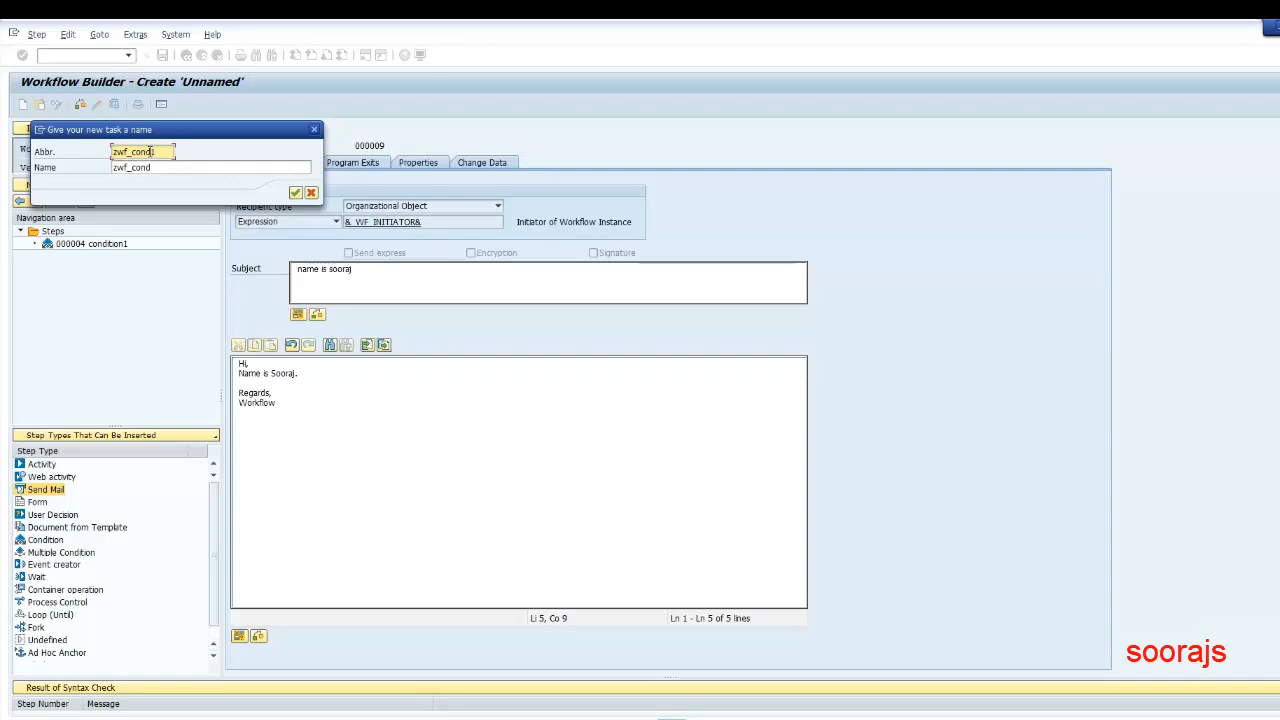 Step Edit Goto Extras System Help
Workflow Builder - Create 'Unnamed'
Give your new task a name
Abbr. zwf_cond1
Name zwf_cond
000009
Program Exits Properties Change Data
Recipient type Organizational Object
Expression & WF_INITIATOR& Initiator of Workflow Instance
Navigation area
Steps
000004 condition1
Send express Encryption Signature
Subject name is sooraj
Hi,
Name is Sooraj.
Regards,
Workflow
Step Types That Can Be Inserted
Step Type
Activity
Web activity
Send Mail
Form
User Decision
Document from Template
Condition
Multiple Condition
Event creator
Wait
Container operation
Process Control
Loop (Until)
Fork
Undefined
Ad Hoc Anchor
Li 5, Co 9 Ln 1 - Ln 5 of 5 lines
soorajs
Result of Syntax Check
Step Number Message